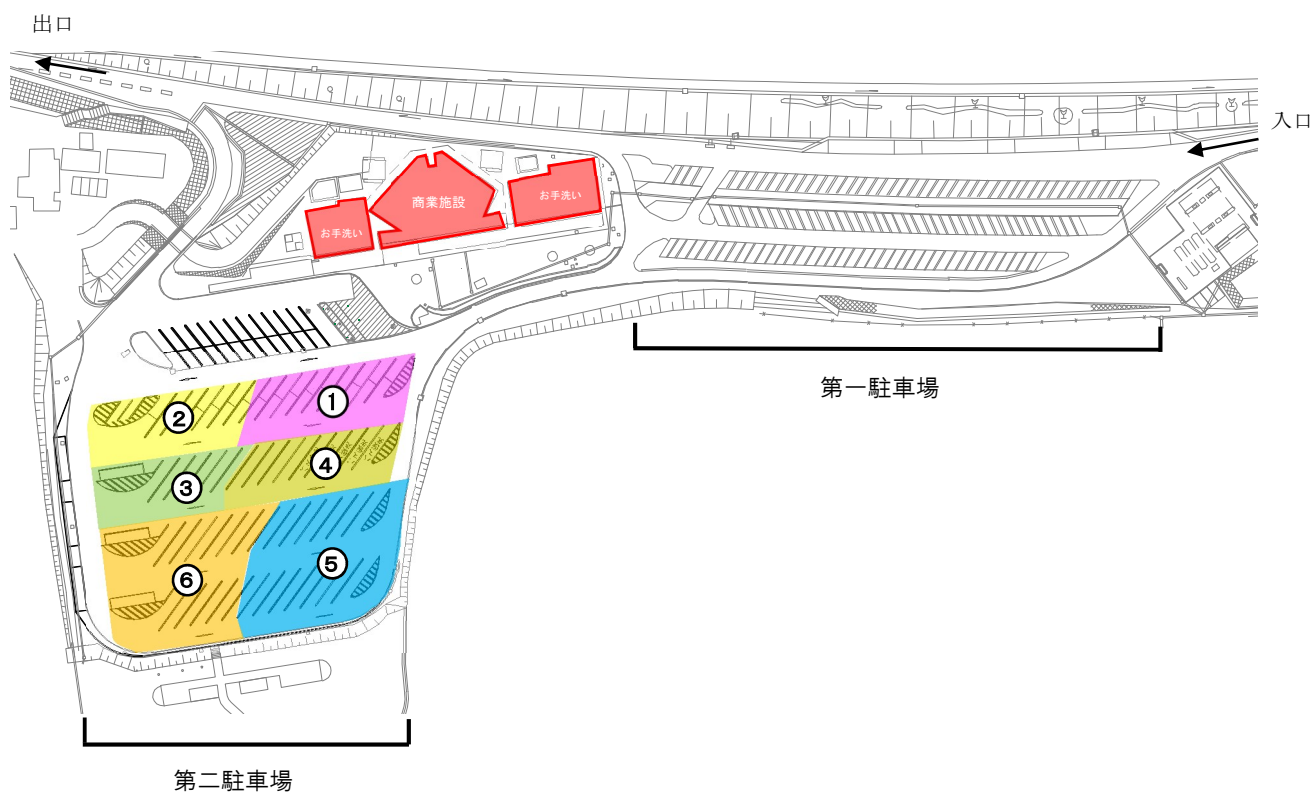 出口
入口
商業施設
お手洗い
お手洗い
第一駐車場
①
②
④
③
⑤
⑥
第二駐車場